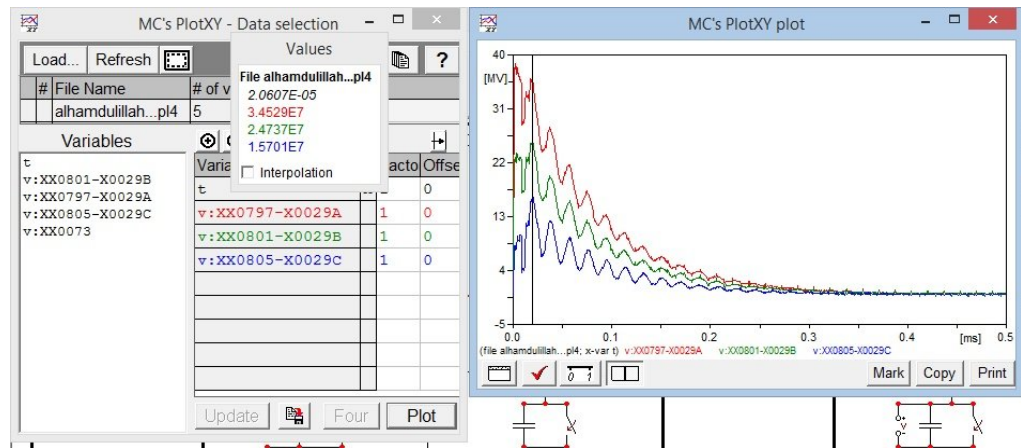 MC's PlotXY - Data selection
Values
Load... Refresh ?
File alhamdulillah...pl4
# File Name # of v
2.0607E-05
alhamdulillah...pl4 5
3.4529E7
2.4737E7
1.5701E7
Interpolation
Variables
t
v:XX0801-X0029B
v:XX0797-X0029A
v:XX0805-X0029C
v:XX0073
Varia acto Offse
t 0
v:XX0797-X0029A 1 0
v:XX0801-X0029B 1 0
v:XX0805-X0029C 1 0
Update Four Plot
MC's PlotXY plot
40
[MV]
31
22
13
4
-5
0.0 0.1 0.2 0.3 0.4 [ms] 0.5
(file alhamdulillah...pl4; x-var t) v:XX0797-X0029A v:XX0801-X0029B v:XX0805-X0029C
Mark Copy Print